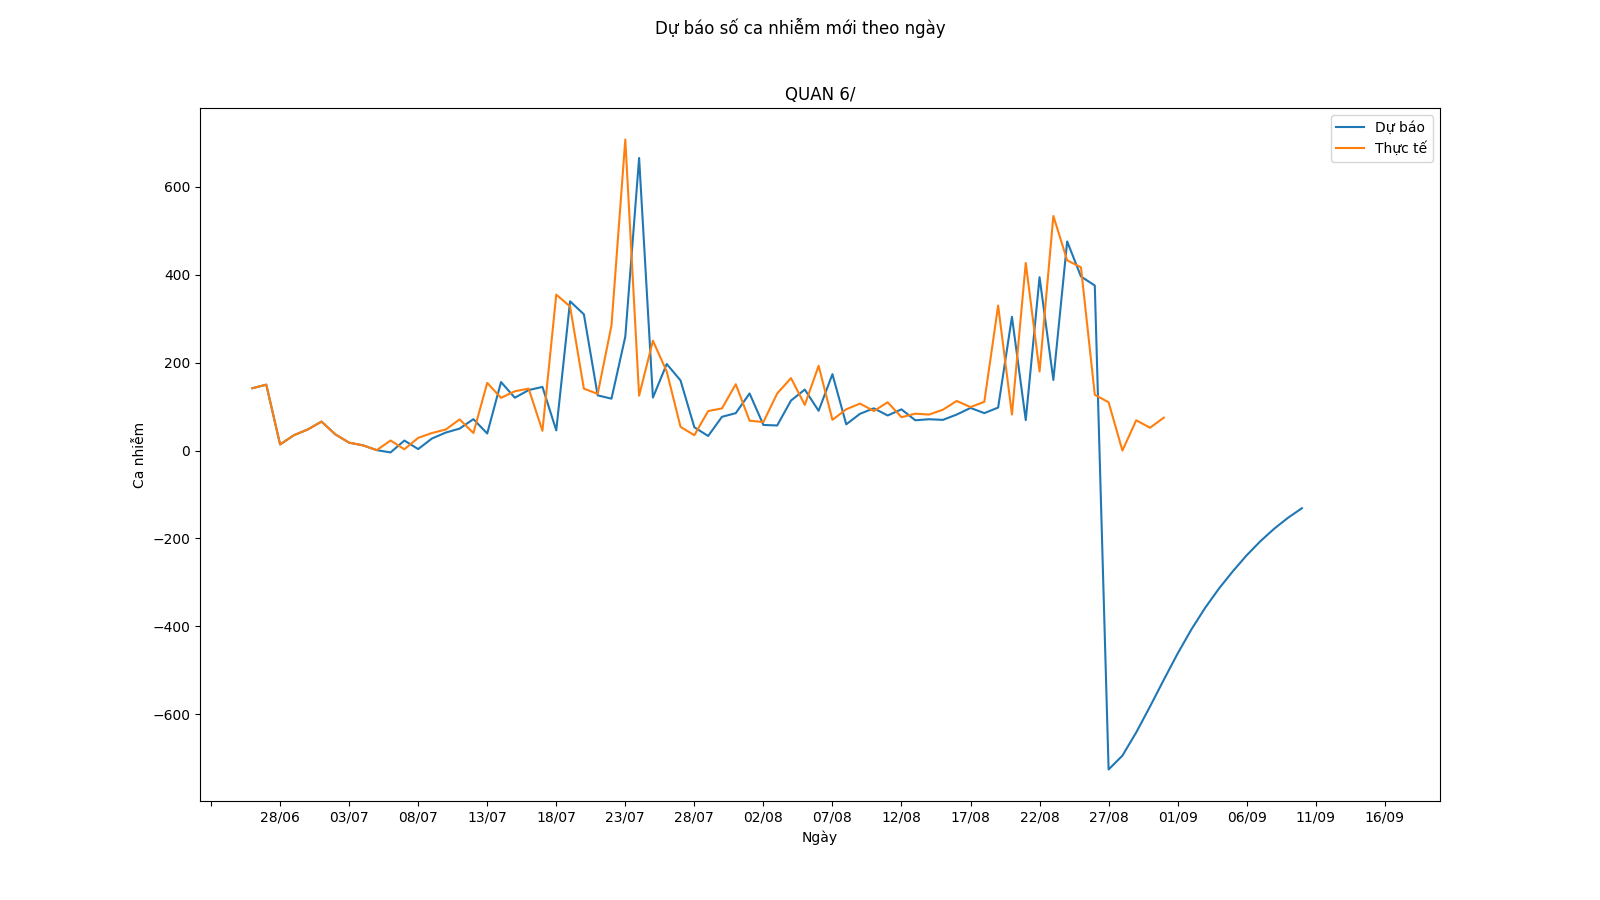 Dự báo số ca nhiễm mới theo ngày
QUAN 6/
Dự báo
Thực tế
600
400
200
0
−200
−400
−600
Ca nhiễm
28/06 03/07 08/07 13/07 18/07 23/07 28/07 02/08 07/08 12/08 17/08 22/08 27/08 01/09 06/09 11/09 16/09
Ngày